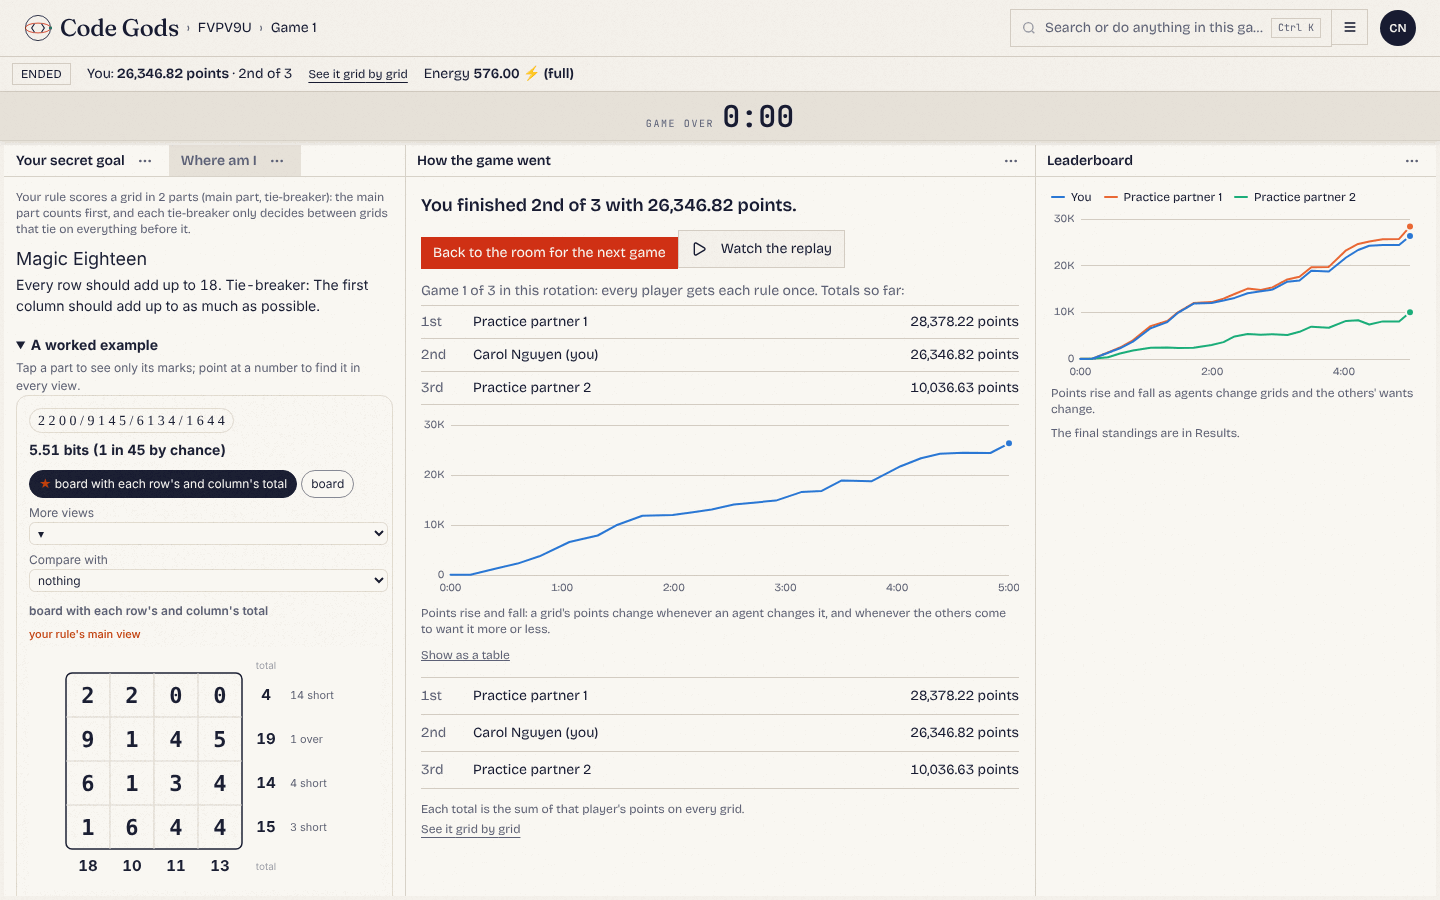 Code Gods › FVPV9U › Game 1
Search or do anything in this ga... Ctrl K ☰ CN
ENDED You: 26,346.82 points · 2nd of 3 See it grid by grid Energy 576.00 ⚡ (full)
GAME OVER 0:00
Your secret goal ··· Where am I ···
Your rule scores a grid in 2 parts (main part, tie-breaker): the main
part counts first, and each tie-breaker only decides between grids
that tie on everything before it.
Magic Eighteen
Every row should add up to 18. Tie-breaker: The first
column should add up to as much as possible.
▼ A worked example
Tap a part to see only its marks; point at a number to find it in
every view.
2200/9145/6134/1644
5.51 bits (1 in 45 by chance)
★ board with each row's and column's total board
More views
▾
Compare with
nothing
board with each row's and column's total
your rule's main view
total
2 2 0 0 4 14 short
9 1 4 5 19 1 over
6 1 3 4 14 4 short
1 6 4 4 15 3 short
18 10 11 13 total
How the game went ···
You finished 2nd of 3 with 26,346.82 points.
Back to the room for the next game Watch the replay
Game 1 of 3 in this rotation: every player gets each rule once. Totals so far:
1st Practice partner 1 28,378.22 points
2nd Carol Nguyen (you) 26,346.82 points
3rd Practice partner 2 10,036.63 points
30K
20K
10K
0
0:00 1:00 2:00 3:00 4:00 5:00
Points rise and fall: a grid's points change whenever an agent changes it, and whenever the others come
to want it more or less.
Show as a table
1st Practice partner 1 28,378.22 points
2nd Carol Nguyen (you) 26,346.82 points
3rd Practice partner 2 10,036.63 points
Each total is the sum of that player's points on every grid.
See it grid by grid
Leaderboard ···
You Practice partner 1 Practice partner 2
30K
20K
10K
0
0:00 2:00 4:00
Points rise and fall as agents change grids and the others' wants
change.
The final standings are in Results.